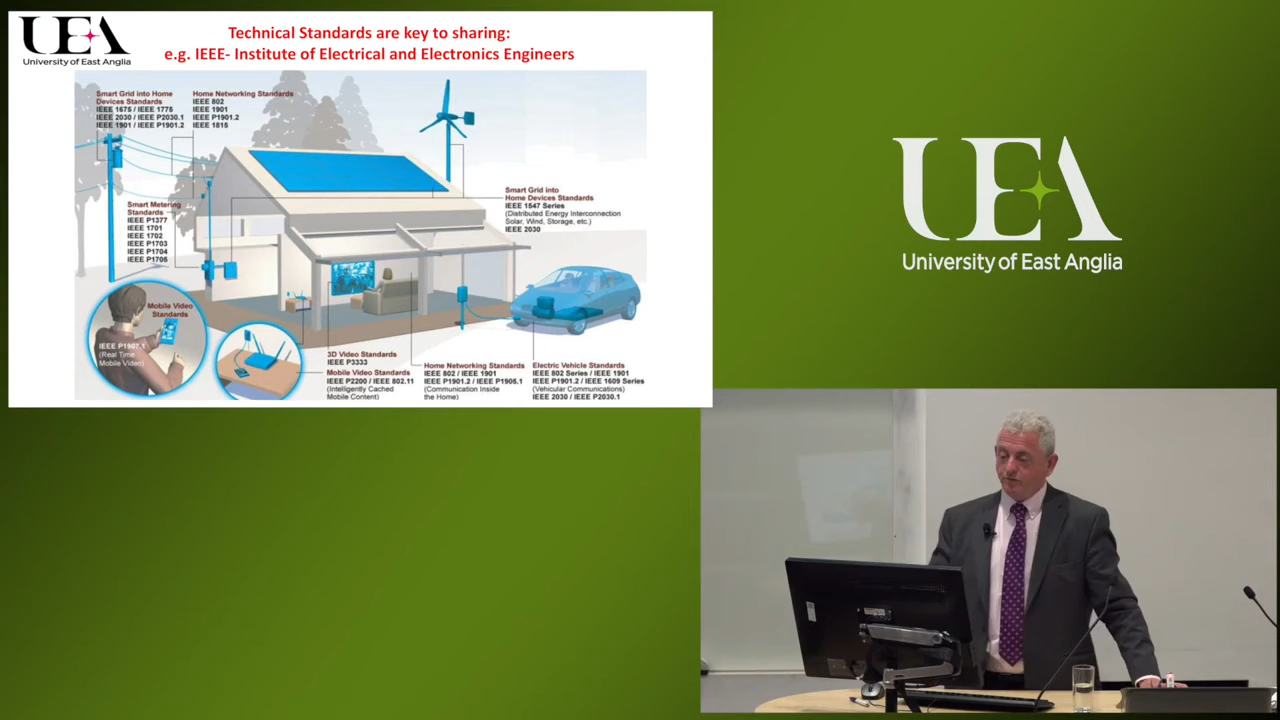 UEA
University of East Anglia
Technical Standards are key to sharing:
e.g. IEEE- Institute of Electrical and Electronics Engineers
Smart Grid into Home
Devices Standards
IEEE 1675 / IEEE 1775
IEEE 2030 / IEEE P2030.1
IEEE 1901 / IEEE P1901.2
Home Networking Standards
IEEE 802
IEEE 1901
IEEE P1901.2
IEEE 1815
Smart Metering
Standards
IEEE P1377
IEEE 1701
IEEE 1702
IEEE P1703
IEEE P1704
IEEE P1705
Smart Grid into
Home Devices Standards
IEEE 1547 Series
(Distributed Energy Interconnection
Solar, Wind, Storage, etc.)
IEEE 2030
Mobile Video
Standards
IEEE P1907.1
(Real Time
Mobile Video)
3D Video Standards
IEEE P3333
Mobile Video Standards
IEEE P2200 / IEEE 802.11
(Intelligently Cached
Mobile Content)
Home Networking Standards
IEEE 802 / IEEE 1901
IEEE P1901.2 / IEEE P1905.1
(Communication Inside
the Home)
Electric Vehicle Standards
IEEE 802 Series / IEEE 1901
IEEE P1901.2 / IEEE 1609 Series
(Vehicular Communications)
IEEE 2030 / IEEE P2030.1
UEA
University of East Anglia